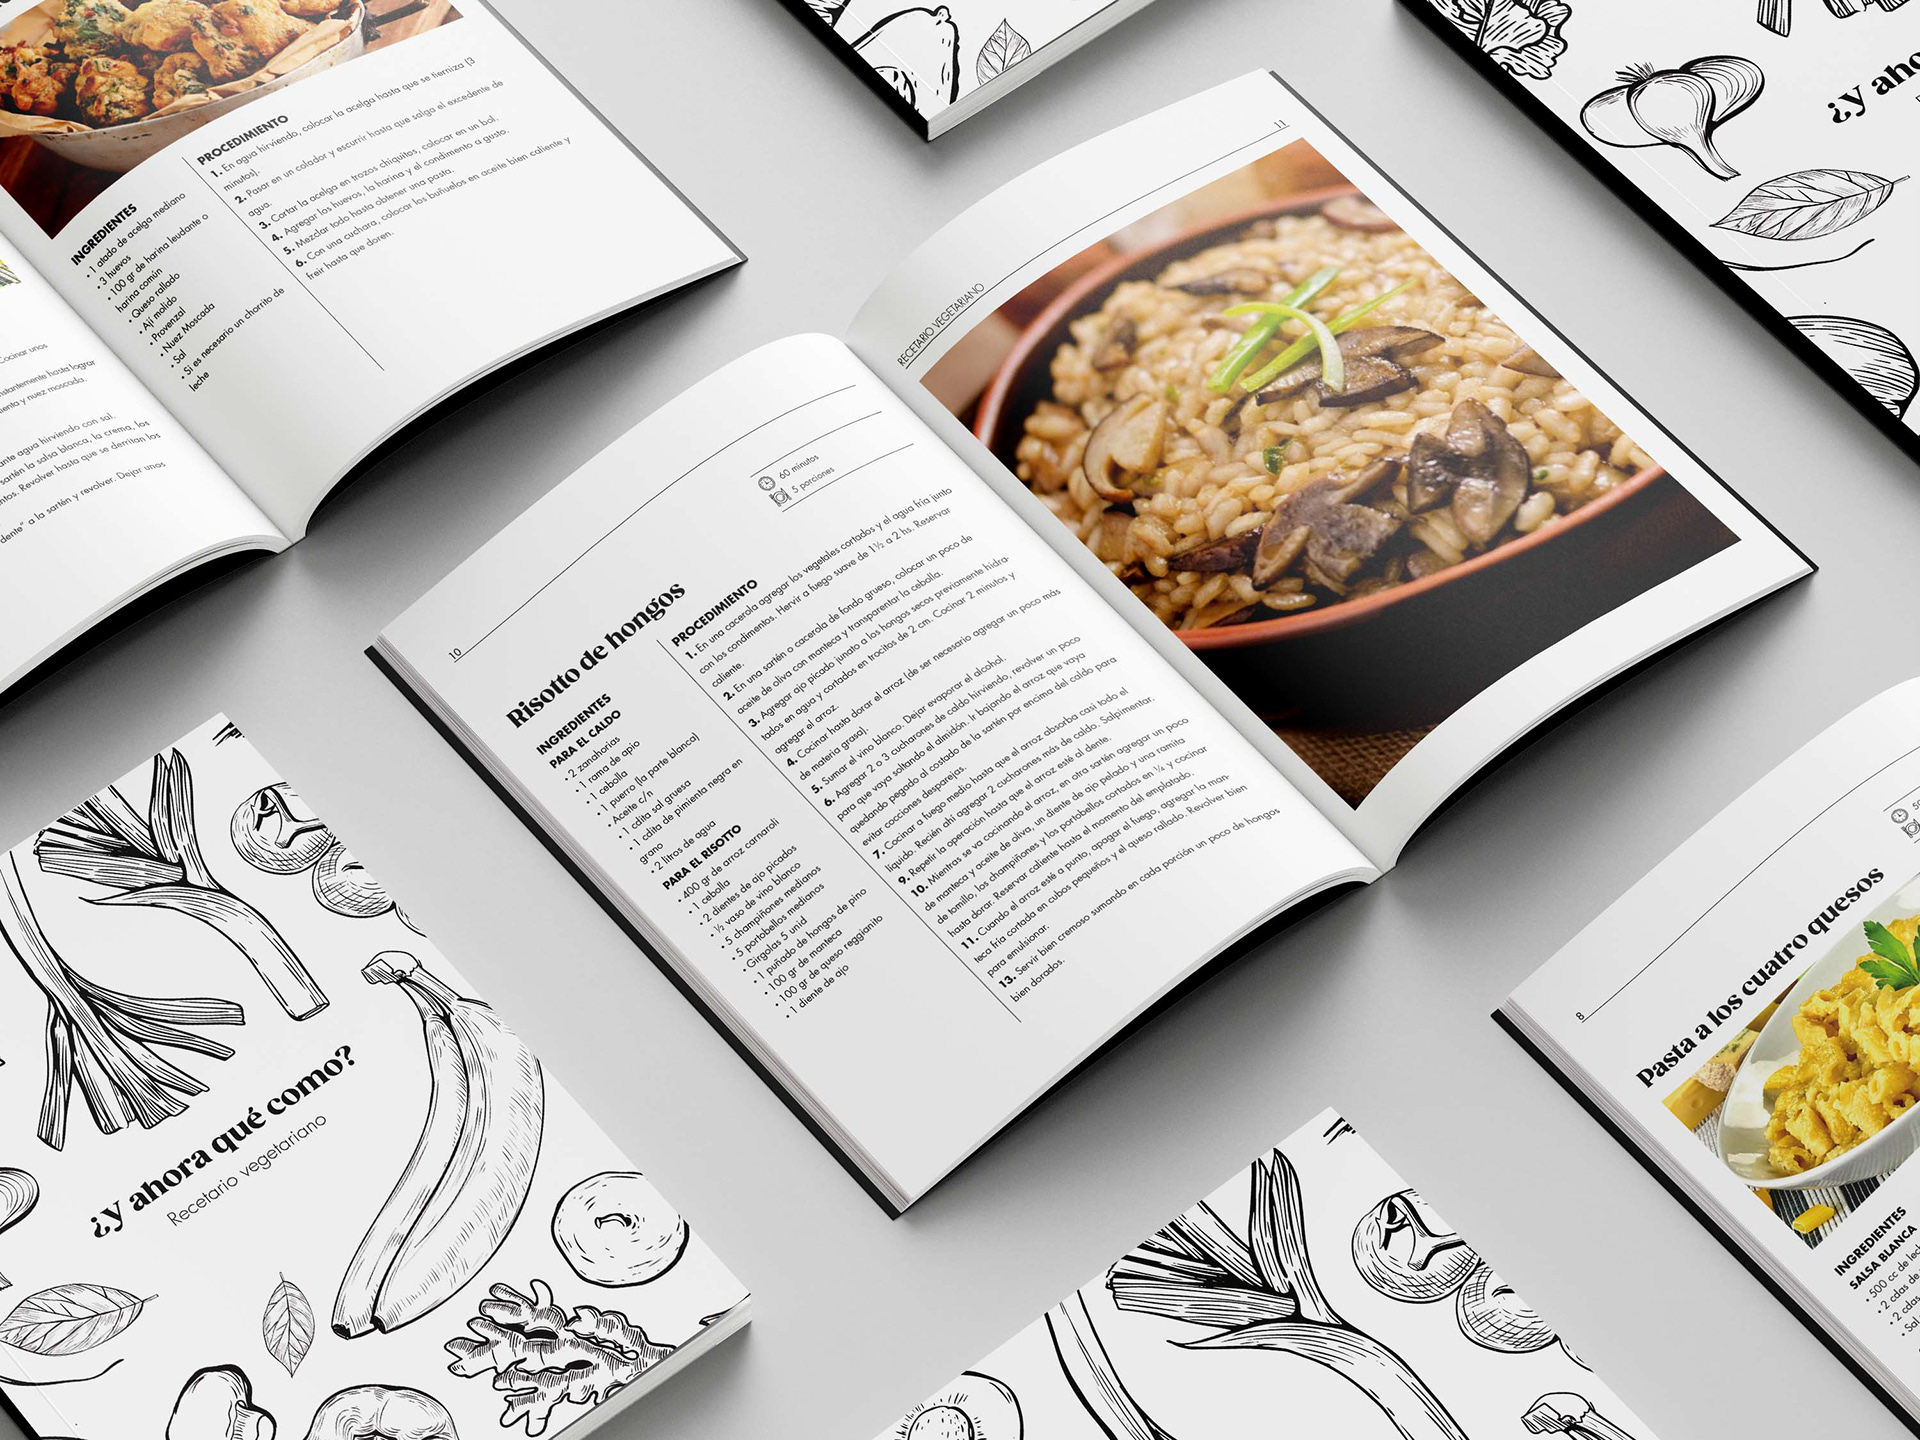 PROCEDIMIENTO
1. En agua hirviendo, colocar la acelga hasta que se tierniza (3
minutos).
2. Pasar en un colador y escurrir hasta que salga el excedente de
agua.
3. Cortar la acelga en trozos chiquitos, colocar en un bol.
4. Agregar los huevos, la harina y el condimento a gusto.
5. Mezclar todo hasta obtener una pasta.
6. Con una cuchara, colocar los buñuelos en aceite bien caliente y
freir hasta que doren.
INGREDIENTES
• 1 atado de acelga mediano
• 3 huevos
• 100 gr de harina leudante o
harina común
• Queso rallado
• Ají molido
• Provenzal
• Nuez Moscada
• Sal
• Si es necesario un chorrito de
leche
Cocinar unos
nstantemente hasta lograr
ienta y nuez moscada.
ante agua hirviendo con sal.
sartén la salsa blanca, la crema, los
ntos. Revolver hasta que se derritan los
dente" a la sartén y revolver. Dejar unos
10
60 minutos
5 porciones
Risotto de hongos
INGREDIENTES
PARA EL CALDO
• 2 zanahorias
• 1 rama de apio
• 1 cebolla
• 1 puerro (la parte blanca)
• Aceite c/n
• 1 cdita sal gruesa
• 1 cdita de pimienta negra en
grano
• 2 litros de agua
PARA EL RISOTTO
• 400 gr de arroz carnaroli
• 1 cebolla
• 2 dientes de ajo picados
• ½ vaso de vino blanco
• 5 champiñones medianos
• 5 portobellos medianos
• Girgolas 5 unid
• 1 puñado de hongos de pino
• 100 gr de manteca
• 100 gr de queso reggianito
• 1 diente de ajo
PROCEDIMIENTO
1. En una cacerola agregar los vegetales cortados y el agua fría junto
con los condimentos. Hervir a fuego suave de 1½ a 2 hs. Reservar
caliente.
2. En una sartén o cacerola de fondo grueso, colocar un poco de
aceite de oliva con manteca y transparentar la cebolla.
3. Agregar ajo picado junato a los hongos secos previamente hidra-
tados en agua y cortados en trocitos de 2 cm. Cocinar 2 minutos y
agregar el arroz.
4. Cocinar hasta dorar el arroz (de ser necesario agregar un poco más
de materia grasa).
5. Sumar el vino blanco. Dejar evaporar el alcohol.
6. Agregar 2 o 3 cucharones de caldo hirviendo, revolver un poco
para que vaya soltando el almidón. Ir bajando el arroz que vaya
quedando pegado al costado de la sartén por encima del caldo para
evitar cocciones desparejas.
7. Cocinar a fuego medio hasta que el arroz absorba casi todo el
líquido. Recién ahí agregar 2 cucharones más de caldo. Salpimentar.
9. Repetir la operación hasta que el arroz esté al dente.
10. Mientras se va cocinando el arroz, en otra sartén agregar un poco
de manteca y aceite de oliva, un diente de ajo pelado y una ramita
de tomillo, los champiñones y los portobellos cortados en ¼ y cocinar
hasta dorar. Reservar caliente hasta el momento del emplatado.
11. Cuando el arroz esté a punto, apagar el fuego, agregar la man-
teca fría cortada en cubos pequeños y el queso rallado. Revolver bien
para emulsionar.
13. Servir bien cremoso sumando en cada porción un poco de hongos
bien dorados.
RECETARIO VEGETARIANO
11
¿y aho
¿y ahora qué como?
Recetario vegetariano
8
50
Pasta a los cuatro quesos
INGREDIENTES
SALSA BLANCA
• 500 cc de lec
• 2 cdas de
• 2 cdas
• Sal